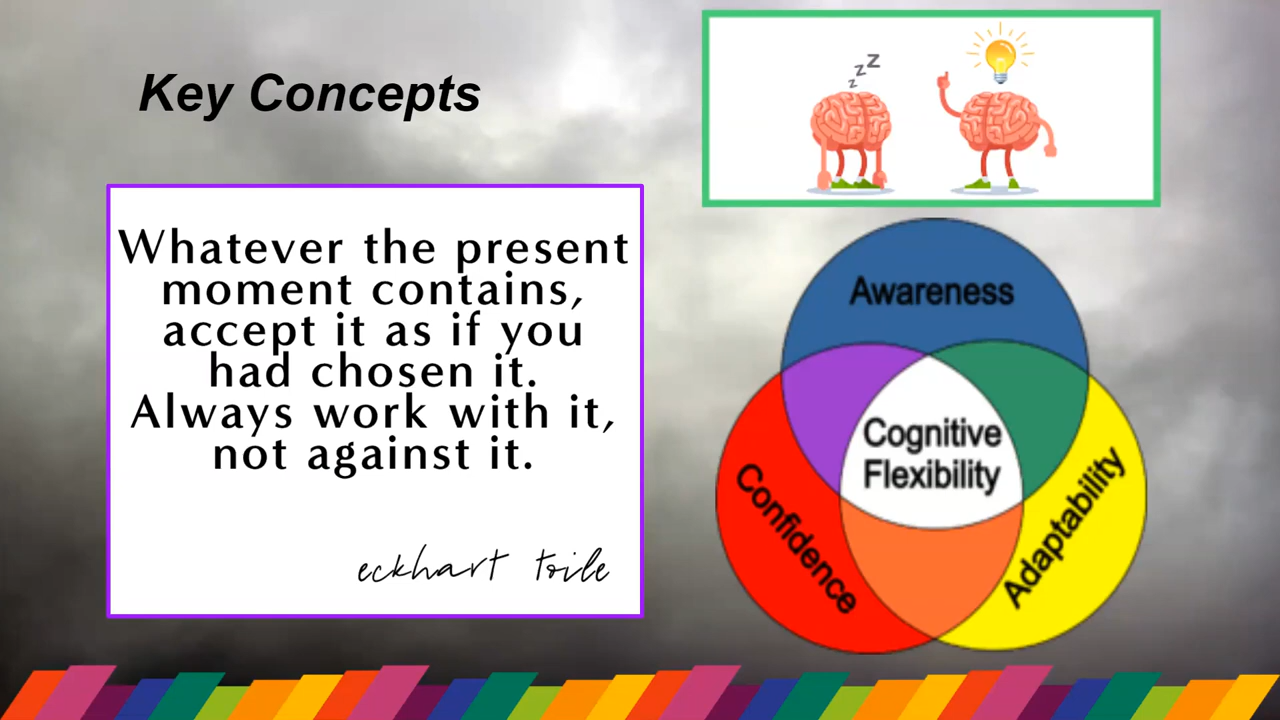 Key Concepts
Whatever the present
moment contains,
accept it as if you
had chosen it.
Always work with it,
not against it.
eckhart toile
z z Z
Awareness
Cognitive
Flexibility
Confidence
Adaptability